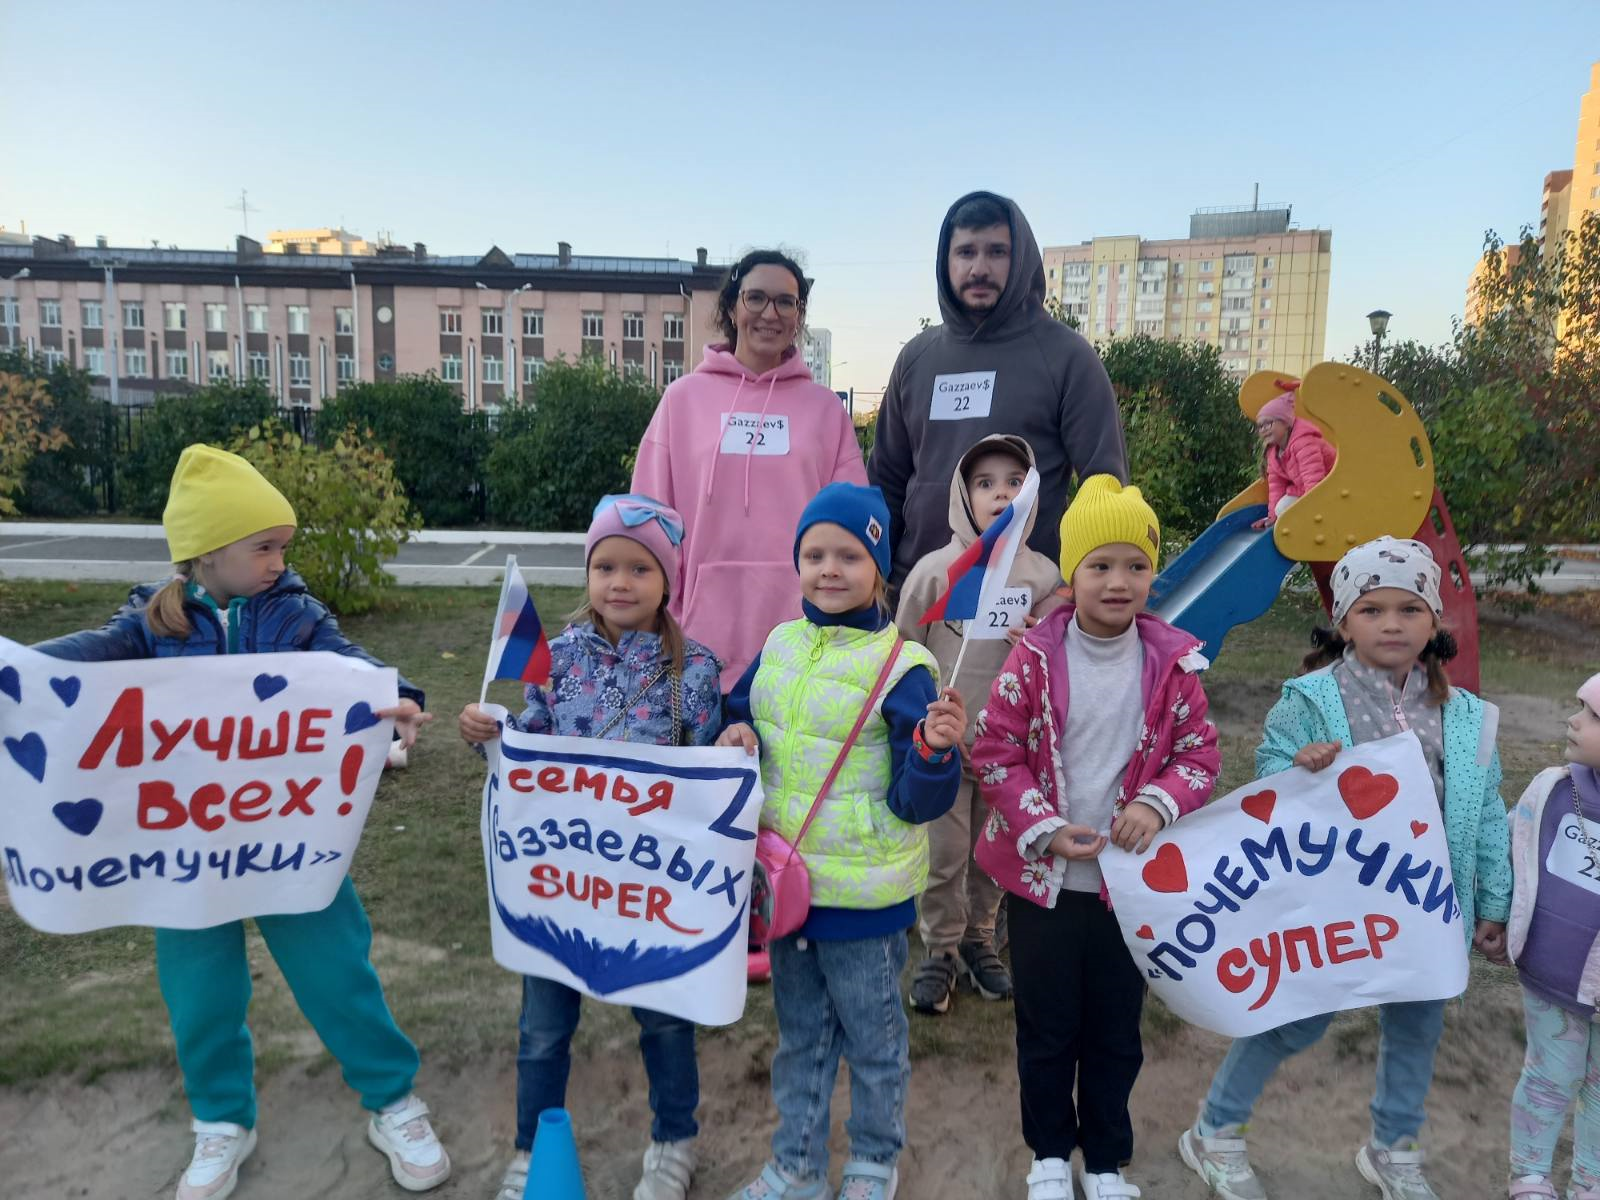 Gazzaev$
22
Gazzaev$
22
aev$
22
Лучше
всех!
«Почемучки»
семья
Газзаевых
SUPER
«Почемучки»
супер
Gazz
22